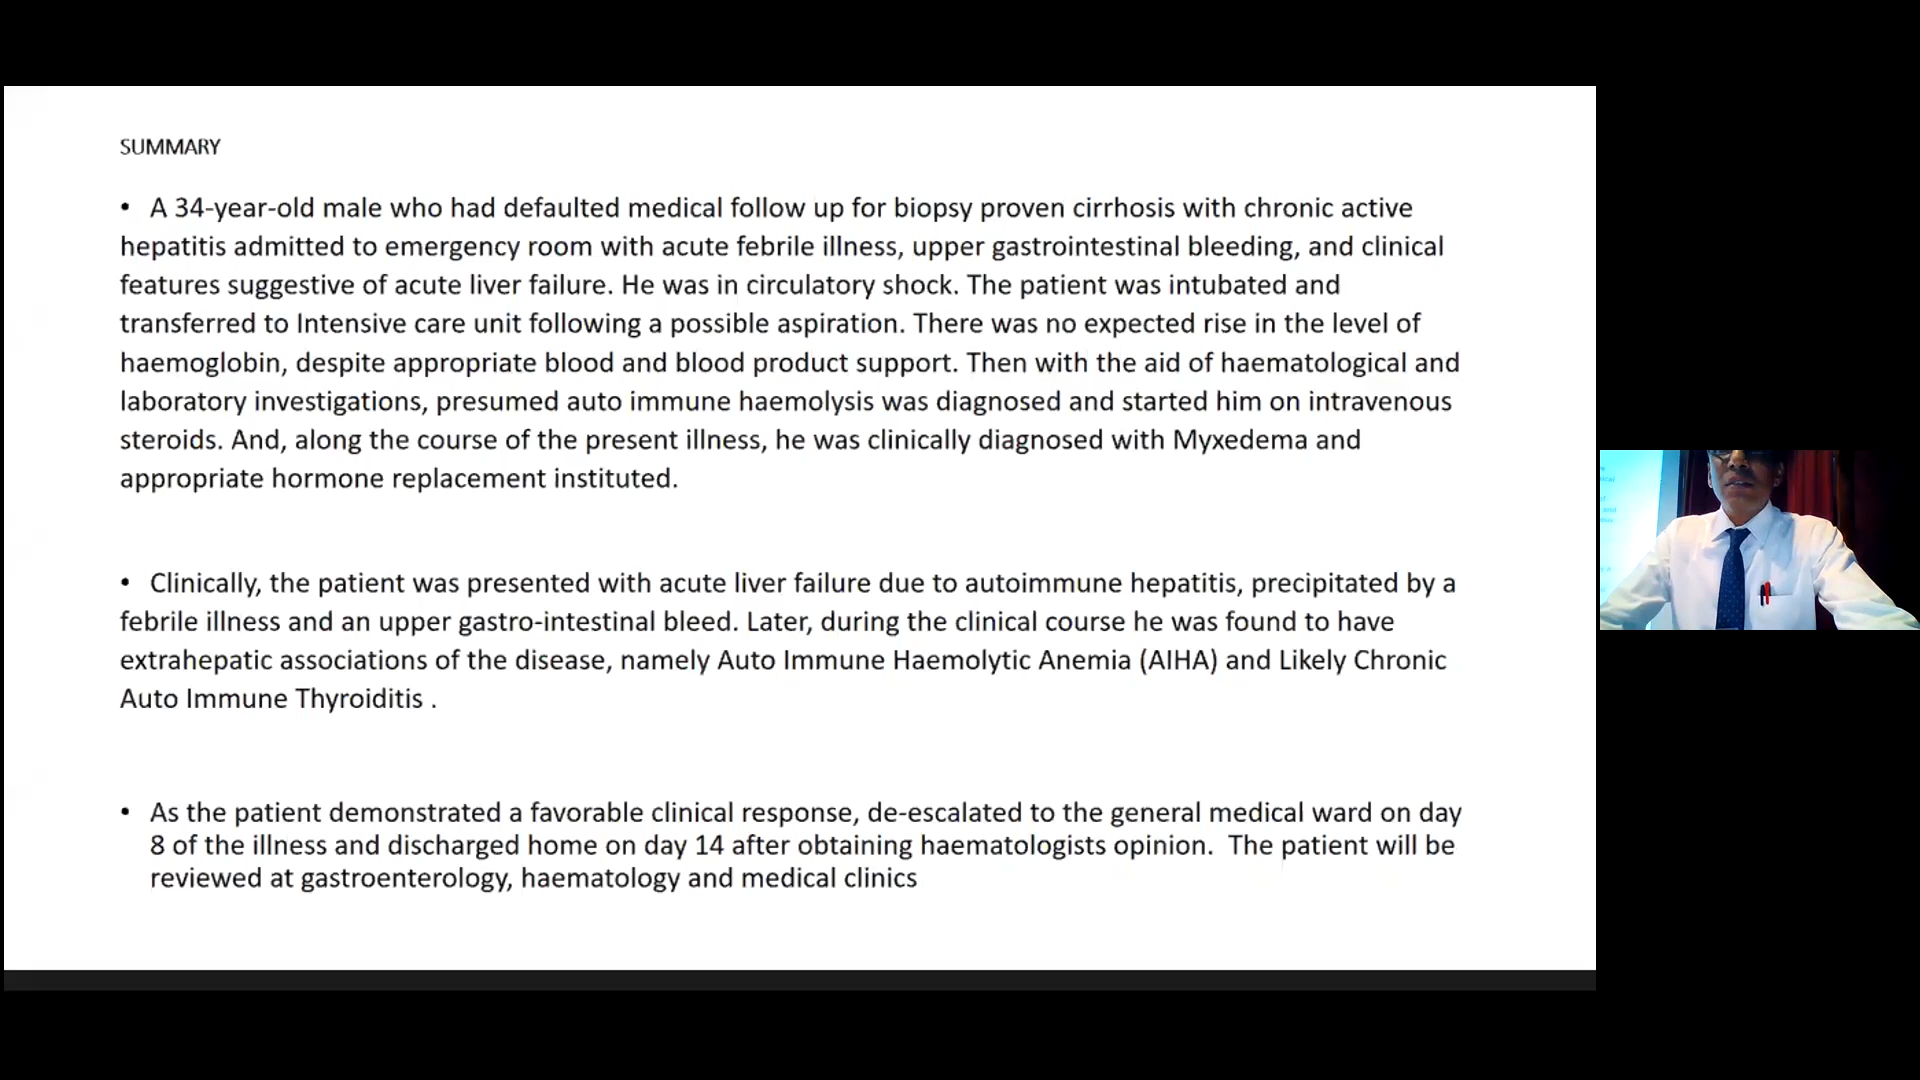 SUMMARY
• A 34-year-old male who had defaulted medical follow up for biopsy proven cirrhosis with chronic active
hepatitis admitted to emergency room with acute febrile illness, upper gastrointestinal bleeding, and clinical
features suggestive of acute liver failure. He was in circulatory shock. The patient was intubated and
transferred to Intensive care unit following a possible aspiration. There was no expected rise in the level of
haemoglobin, despite appropriate blood and blood product support. Then with the aid of haematological and
laboratory investigations, presumed auto immune haemolysis was diagnosed and started him on intravenous
steroids. And, along the course of the present illness, he was clinically diagnosed with Myxedema and
appropriate hormone replacement instituted.
• Clinically, the patient was presented with acute liver failure due to autoimmune hepatitis, precipitated by a
febrile illness and an upper gastro-intestinal bleed. Later, during the clinical course he was found to have
extrahepatic associations of the disease, namely Auto Immune Haemolytic Anemia (AIHA) and Likely Chronic
Auto Immune Thyroiditis .
• As the patient demonstrated a favorable clinical response, de-escalated to the general medical ward on day
8 of the illness and discharged home on day 14 after obtaining haematologists opinion. The patient will be
reviewed at gastroenterology, haematology and medical clinics